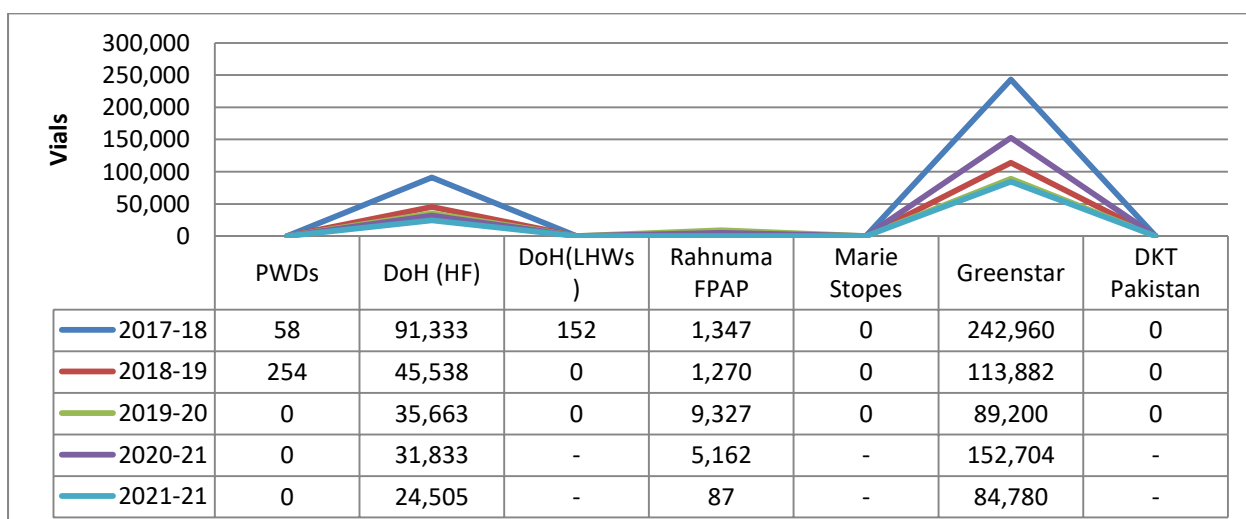 300,000
250,000
200,000
150,000
100,000
50,000
0
Vials
PWDs DoH (HF) DoH(LHWs) Rahnuma FPAP Marie Stopes Greenstar DKT Pakistan
2017-18 58 91,333 152 1,347 0 242,960 0
2018-19 254 45,538 0 1,270 0 113,882 0
2019-20 0 35,663 0 9,327 0 89,200 0
2020-21 0 31,833 - 5,162 - 152,704 -
2021-21 0 24,505 - 87 - 84,780 -